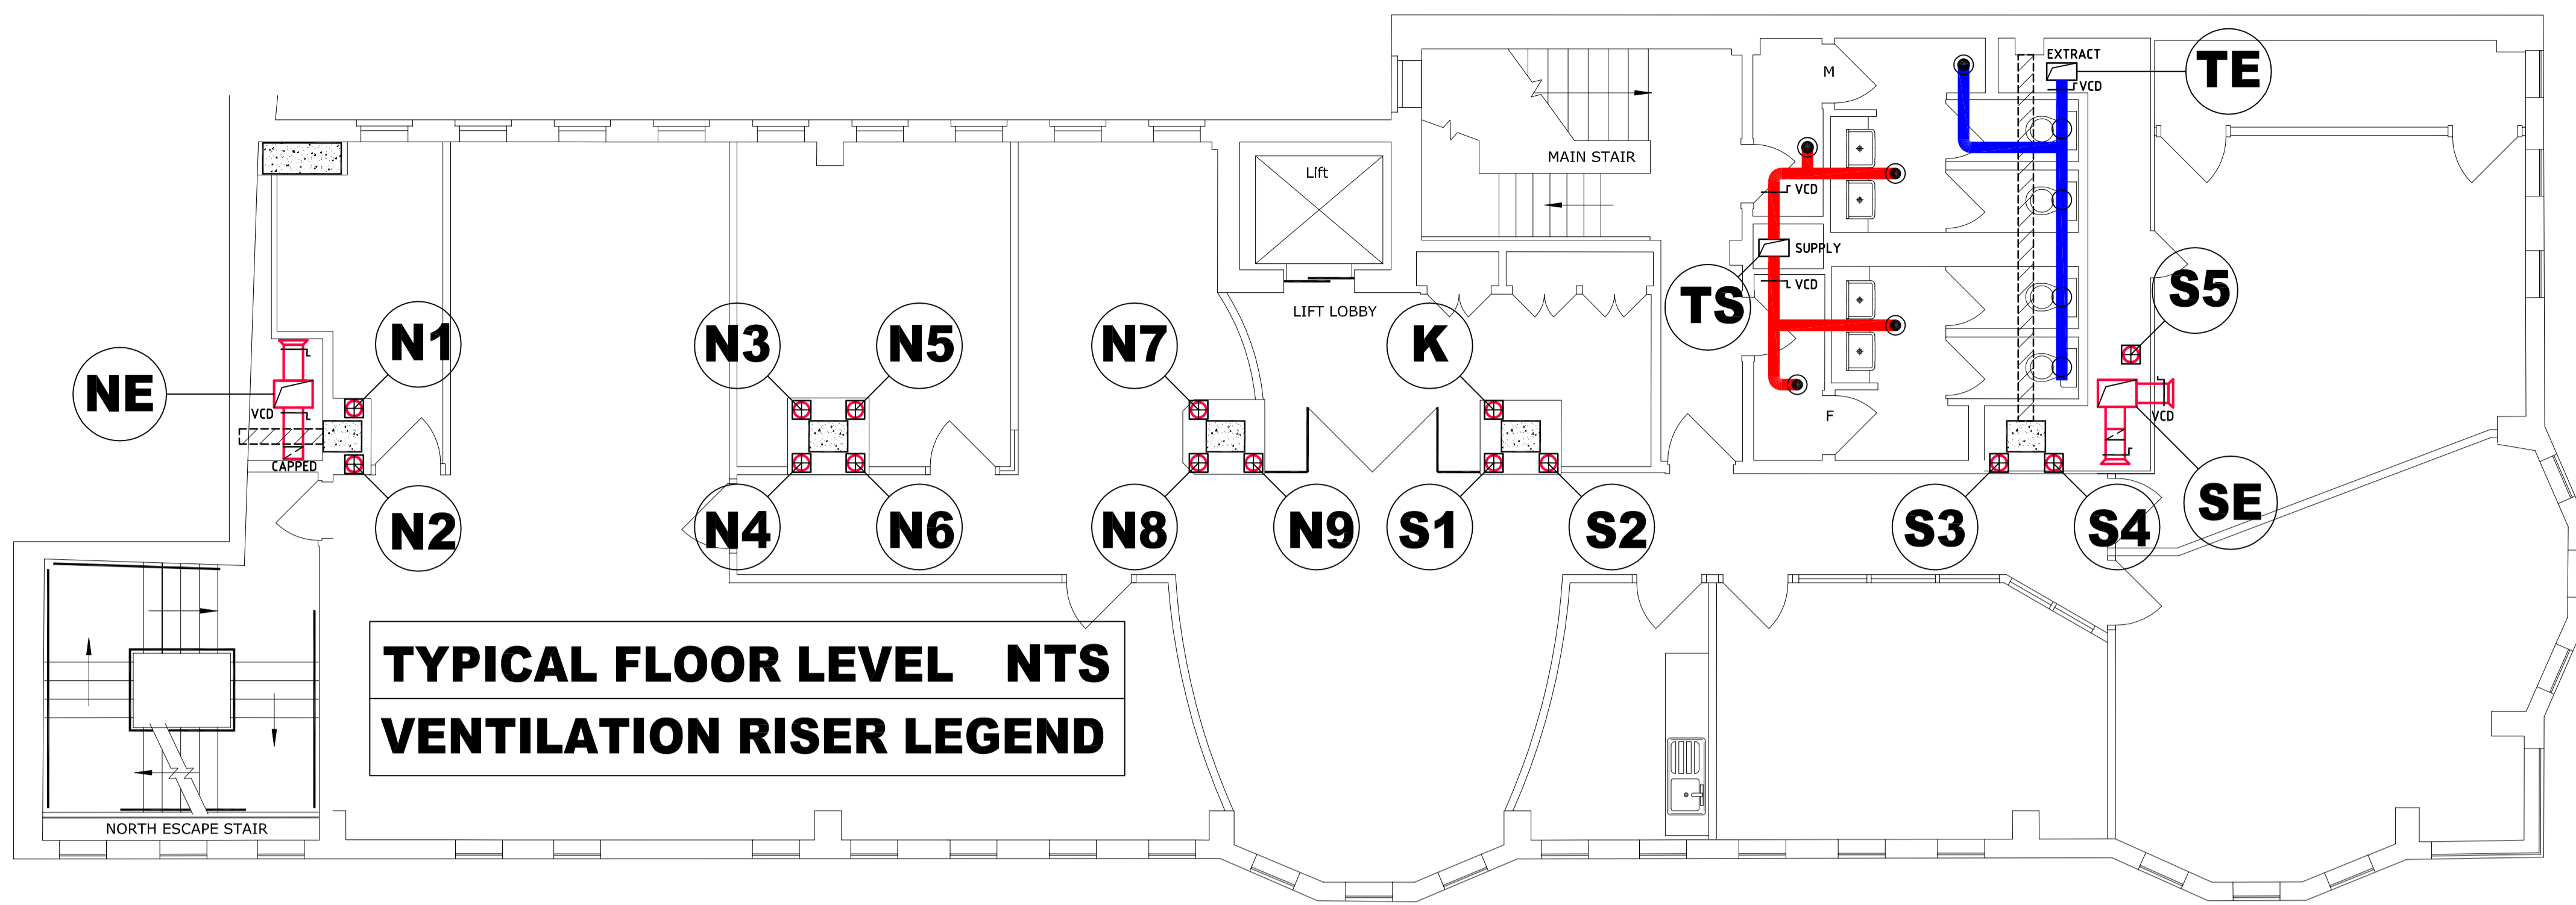 EXTRACT
TE
M
VCD
MAIN STAIR
Lift
VCD
SUPPLY
VCD
S5
TS
LIFT LOBBY
N1
N3
N5
N7
K
NE
VCD
VCD
F
CAPPED
SE
N2
N4
N6
N8
N9
S1
S2
S3
S4
TYPICAL FLOOR LEVEL NTS
VENTILATION RISER LEGEND
NORTH ESCAPE STAIR